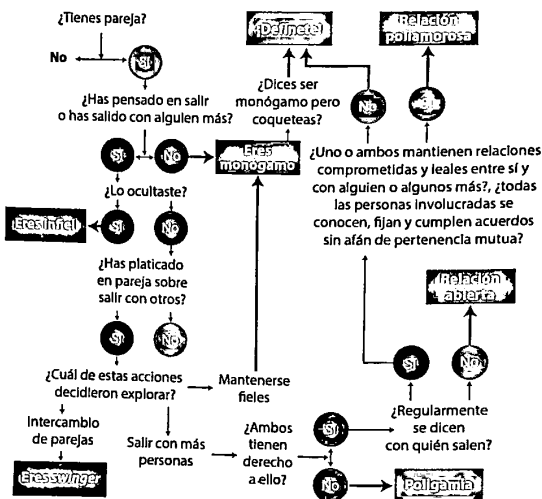 ¿Tienes pareja?
No
Sí
¿Has pensado en salir
o has salido con alguien más?
Sí
No
Eres
monógamo
¿Dices ser
monógamo pero
coqueteas?
Defínete
¿Lo ocultaste?
Sí
No
Eres infiel
¿Has platicado
en pareja sobre
salir con otros?
Sí
No
¿Cuál de estas acciones
decidieron explorar?
Mantenerse
fieles
Intercambio
de parejas
Eres swinger
Salir con más
personas
¿Ambos
tienen
derecho
a ello?
Sí
No
Poligamia
¿Regularmente
se dicen
con quién salen?
Sí
No
Relación
abierta
¿Uno o ambos mantienen relaciones
comprometidas y leales entre sí y
con alguien o algunos más?, ¿todas
las personas involucradas se
conocen, fijan y cumplen acuerdos
sin afán de pertenencia mutua?
No
Sí
Relación
poliamorosa